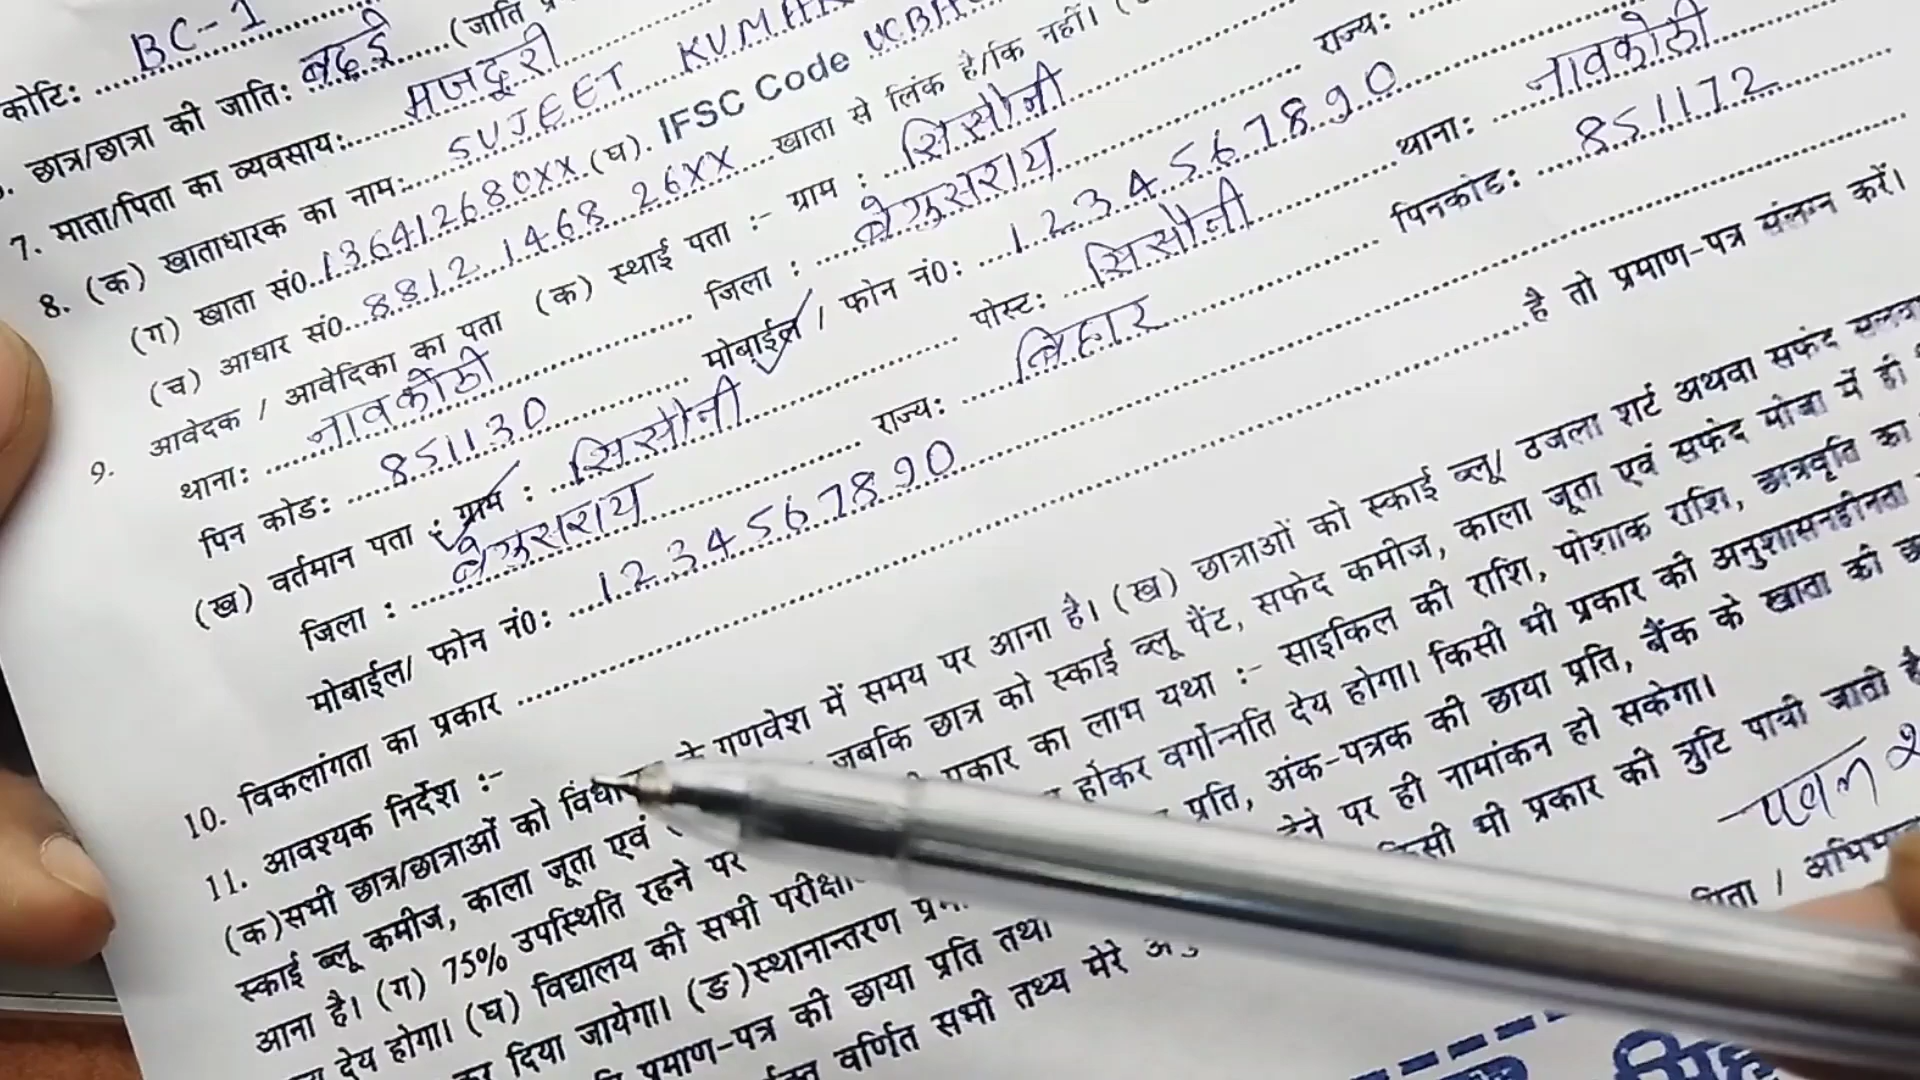 कोटि: BC-1
छात्र/छात्रा की जाति: बढ़ई (जाति
7. माता/पिता का व्यवसाय: मजदूरी
8. (क) खाताधारक का नाम: SUJEET KUMAR
(ग) खाता सं0. 136412680XX (घ). IFSC Code UCBA
(च) आधार सं0. 8812 1468 26XX खाता से लिंक है/कि नहीं।
9. आवेदक / आवेदिका का पता (क) स्थाई पता :- ग्राम : सिसौनी
थाना: नावकोठी जिला : बेगुसराय राज्य:
पिन कोड: 851130 मोबाईल / फोन नं0: 1234567890
(ख) वर्तमान पता : ग्राम : सिसौनी पोस्ट: सिसौनी थाना: नावकोठी
जिला : बेगुसराय राज्य: बिहार पिनकोड: 851172
मोबाईल/ फोन नं0: 1234567890
10. विकलांगता का प्रकार है तो प्रमाण-पत्र संलग्न करें।
11. आवश्यक निर्देश :-
(क)सभी छात्र/छात्राओं को गणवेश में समय पर आना है। (ख) छात्राओं को स्काई ब्लू/ उजला शर्ट अथवा सफेद
स्काई ब्लू कमीज, काला जूता एवं जबकि छात्र को स्काई ब्लू पैंट, सफेद कमीज, काला जूता एवं सफेद मोजा में ही
आना है। (ग) 75% उपस्थिति रहने पर प्रकार का लाभ यथा :- साइकिल की राशि, पोशाक राशि, छात्रवृति का
देय होगा। (घ) विद्यालय की सभी होकर वर्गोन्नति देय होगा। किसी भी प्रकार की अनुशासनहीनता
कर दिया जायेगा। (ङ)स्थानान्तरण प्रति, अंक-पत्रक की छाया प्रति, बैंक के खाता की
प्रमाण-पत्र की छाया प्रति तथा देने पर ही नामांकन हो सकेगा।
वर्णित सभी तथ्य मेरे किसी भी प्रकार की त्रुटि पायी जाती है
पवन
पिता /